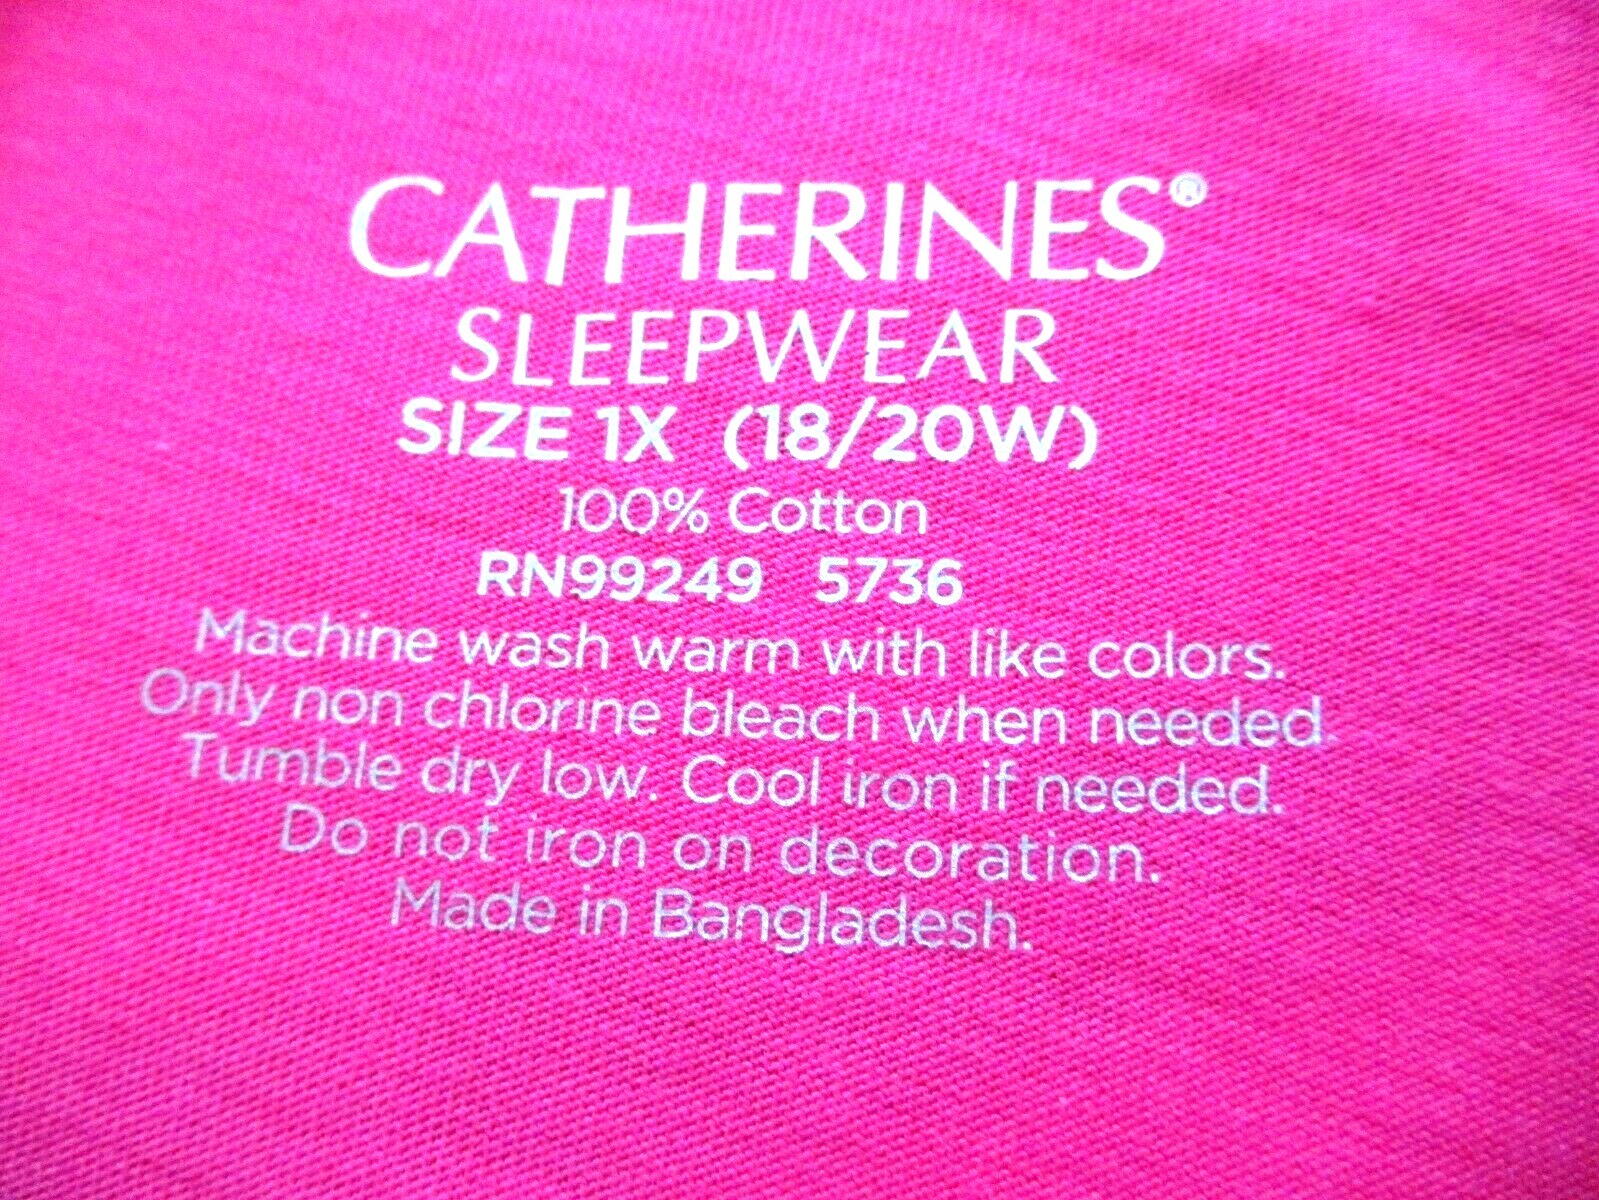 CATHERINES®
SLEEPWEAR
SIZE 1X (18/20W)
100% Cotton
RN99249 5736
Machine wash warm with like colors.
Only non chlorine bleach when needed.
Tumble dry low. Cool iron if needed.
Do not iron on decoration.
Made in Bangladesh.